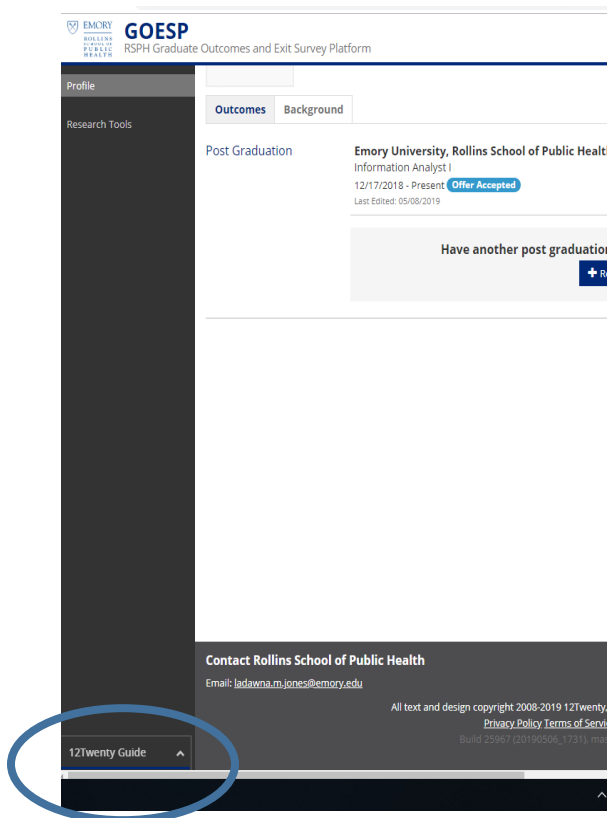 EMORY
ROLLINS
SCHOOL OF
PUBLIC
HEALTH
GOESP
RSPH Graduate Outcomes and Exit Survey Platform
Profile
Research Tools
Outcomes Background
Post Graduation
Emory University, Rollins School of Public Health
Information Analyst I
12/17/2018 - Present Offer Accepted
Last Edited: 05/08/2019
Have another post graduation
+ Re
Contact Rollins School of Public Health
Email: ladawna.m.jones@emory.edu
All text and design copyright 2008-2019 12Twenty,
Privacy Policy Terms of Servi
Build 25967 (20190506_1731), mas
12Twenty Guide